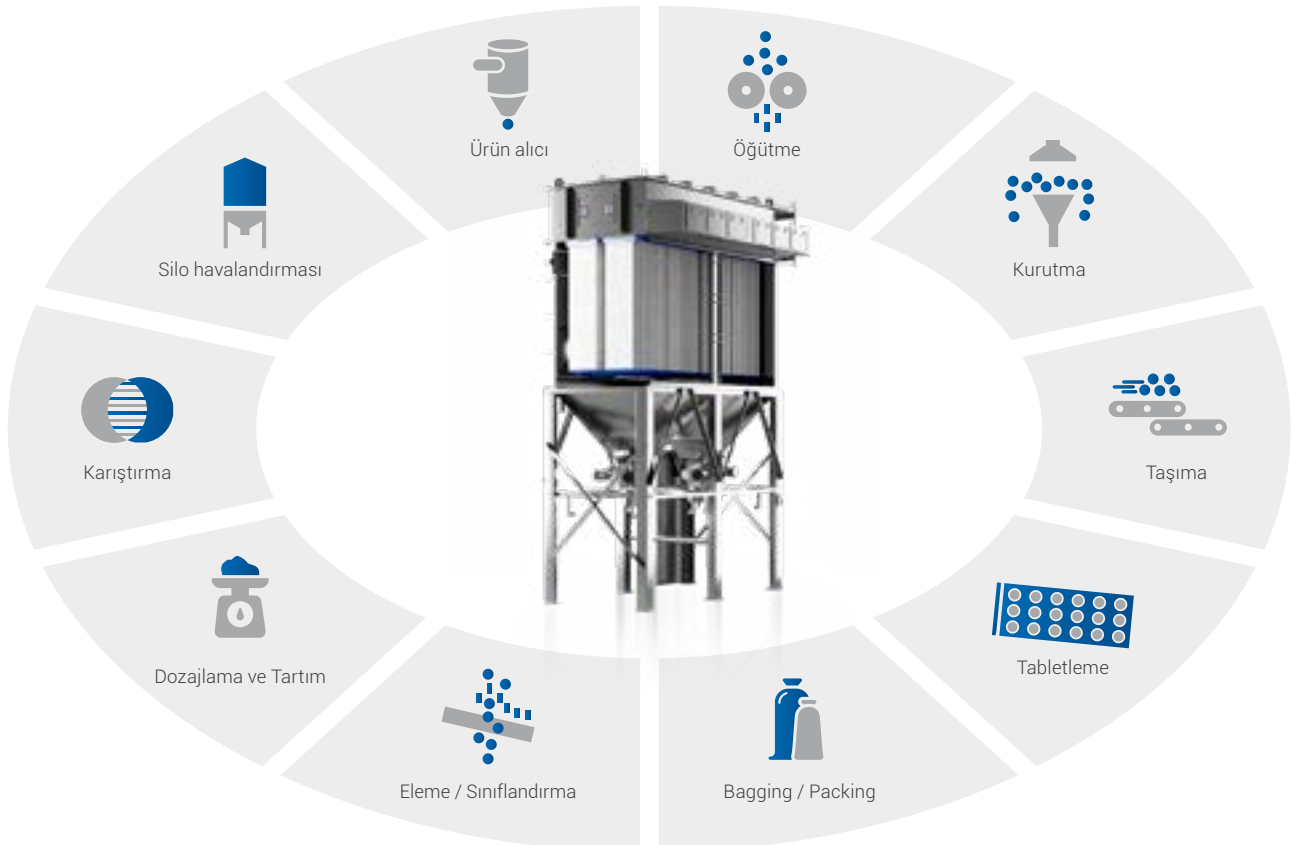 Ürün alıcı
Öğütme
Silo havalandırması
Kurutma
Karıştırma
Taşıma
Dozajlama ve Tartım
Tabletleme
Eleme / Sınıflandırma
Bagging / Packing